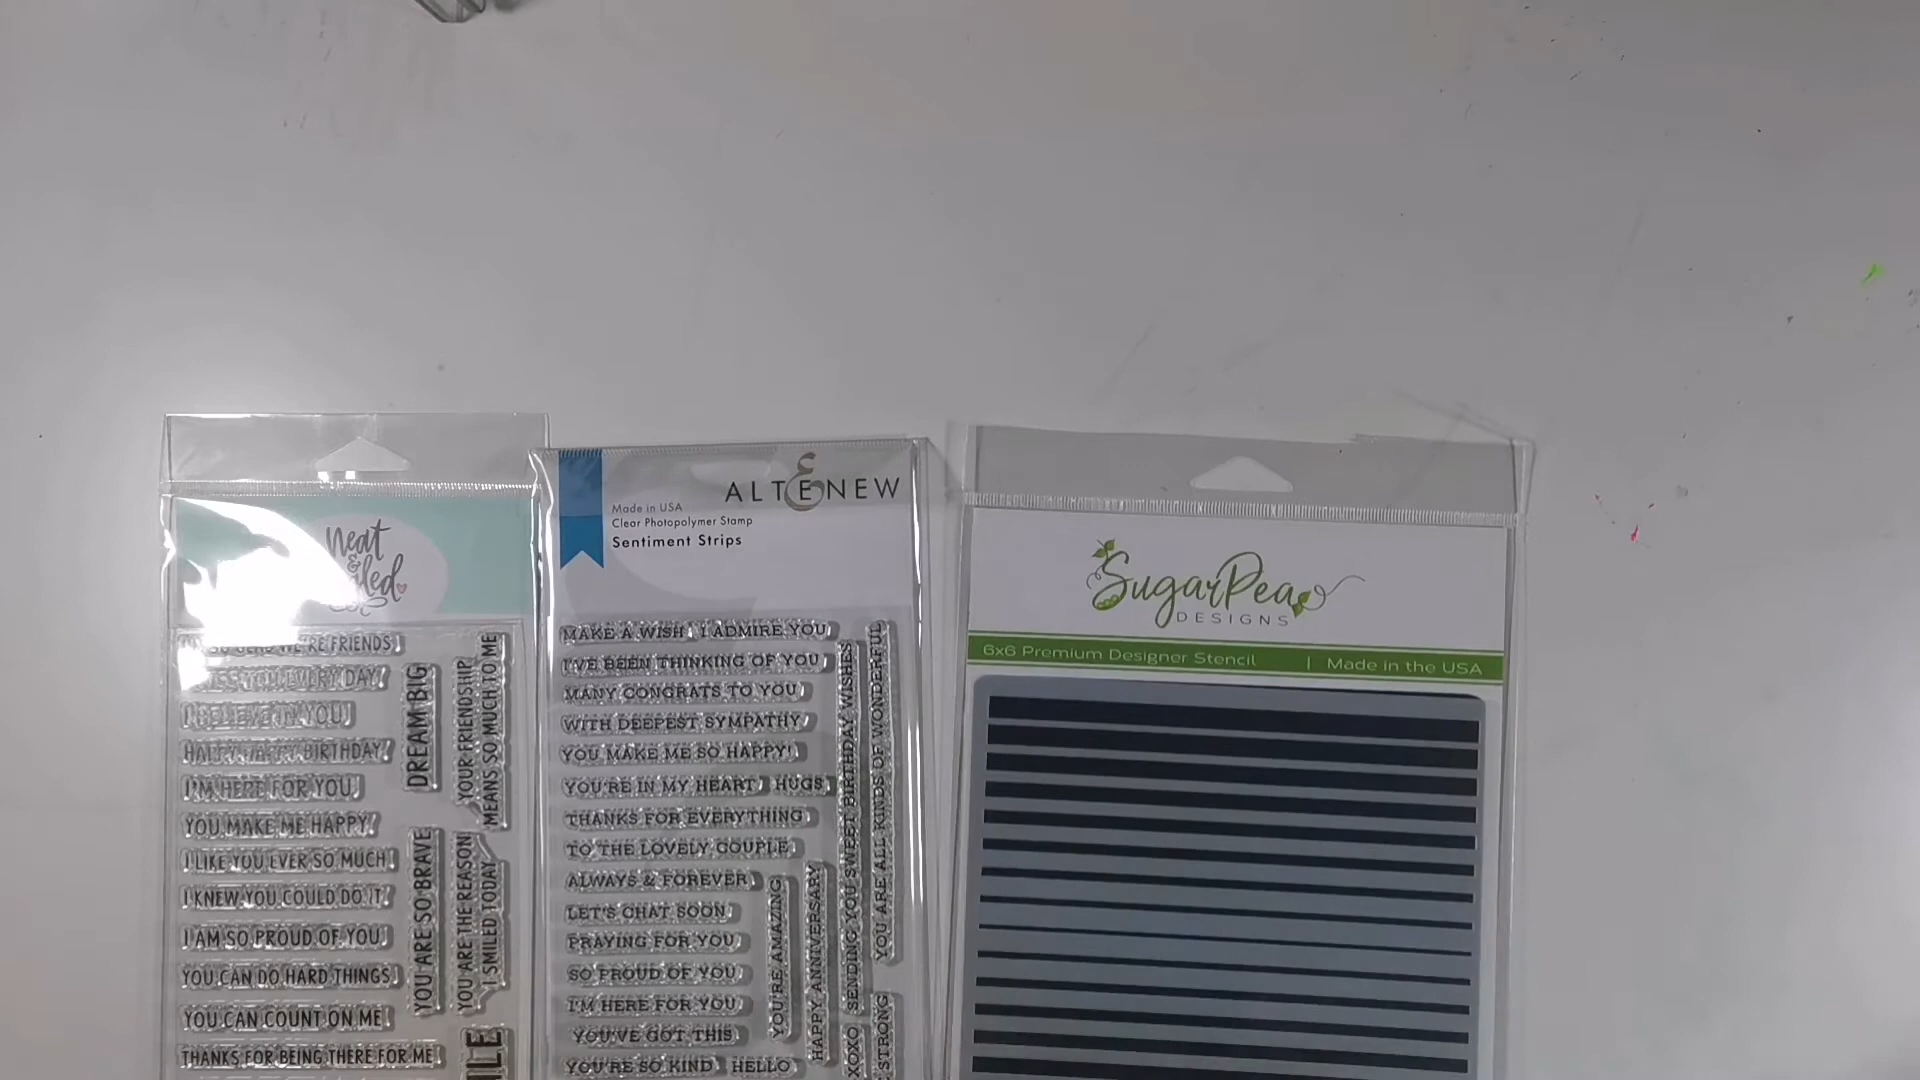 neat
&
WE'RE FRIENDS
MISS YOU EVERY DAY
I BELIEVE IN YOU
HAPPY HAPPY BIRTHDAY
I'M HERE FOR YOU
YOU MAKE ME HAPPY
I LIKE YOU EVER SO MUCH
I KNEW YOU COULD DO IT
I AM SO PROUD OF YOU
YOU CAN DO HARD THINGS
YOU CAN COUNT ON ME
THANKS FOR BEING THERE FOR ME
DREAM BIG
YOUR FRIENDSHIP
MEANS SO MUCH TO ME
YOU ARE SO BRAVE
YOU ARE THE REASON
I SMILED TODAY
ALTENEW
Made in USA
Clear Photopolymer Stamp
Sentiment Strips
MAKE A WISH I ADMIRE YOU
I'VE BEEN THINKING OF YOU
MANY CONGRATS TO YOU
WITH DEEPEST SYMPATHY
YOU MAKE ME SO HAPPY!
YOU'RE IN MY HEART HUGS
THANKS FOR EVERYTHING
TO THE LOVELY COUPLE
ALWAYS & FOREVER
LET'S CHAT SOON
PRAYING FOR YOU
SO PROUD OF YOU
I'M HERE FOR YOU
YOU'VE GOT THIS
YOU'RE SO KIND HELLO
YOU'RE AMAZING
HAPPY ANNIVERSARY
SENDING YOU SWEET BIRTHDAY WISHES
XOXO
YOU ARE ALL KINDS OF WONDERFUL
STRONG
SugarPea
DESIGNS
6x6 Premium Designer Stencil | Made in the USA